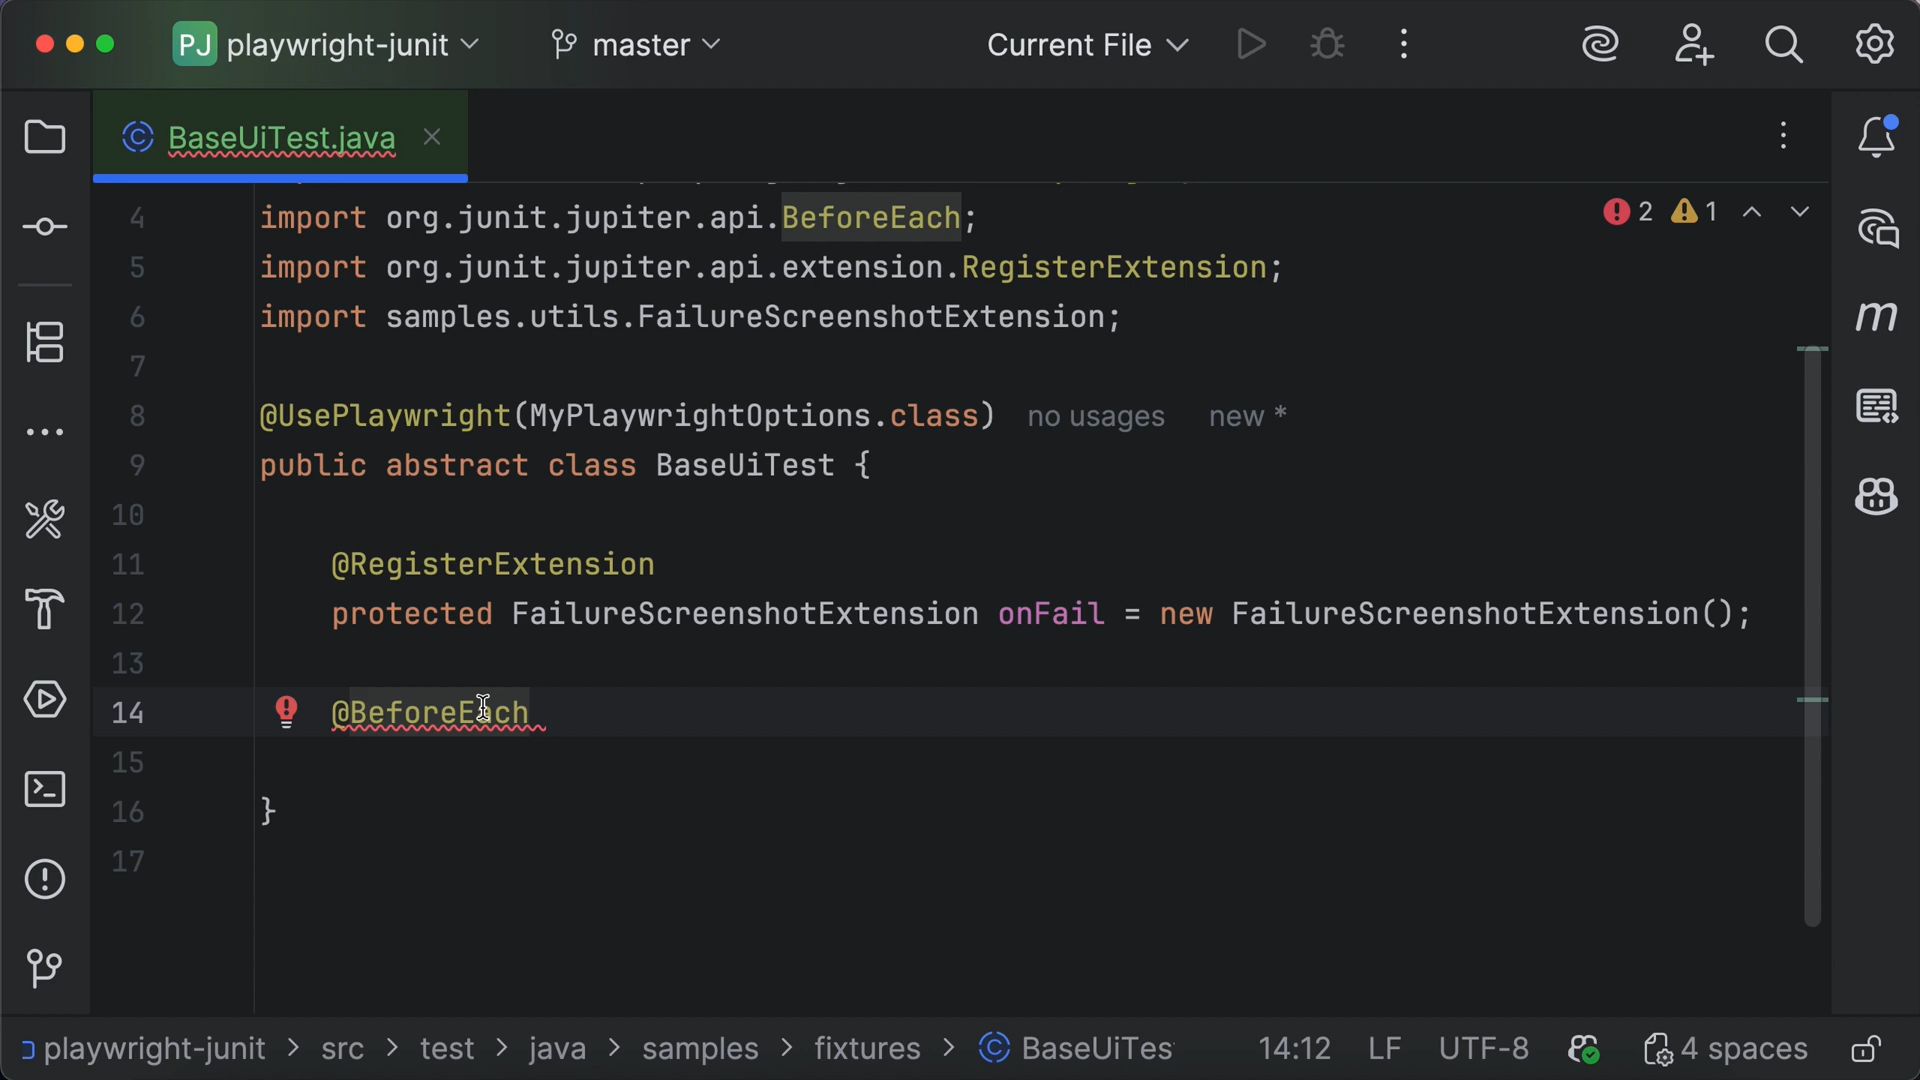 PJ playwright-junit master Current File
BaseUiTest.java
4 import org.junit.jupiter.api.BeforeEach; 2 1
5 import org.junit.jupiter.api.extension.RegisterExtension;
6 import samples.utils.FailureScreenshotExtension;
7
8 @UsePlaywright(MyPlaywrightOptions.class) no usages new *
9 public abstract class BaseUiTest {
10
11 @RegisterExtension
12 protected FailureScreenshotExtension onFail = new FailureScreenshotExtension();
13
14 @BeforeEach
15
16 }
17
m
playwright-junit > src > test > java > samples > fixtures > BaseUiTes 14:12 LF UTF-8 4 spaces